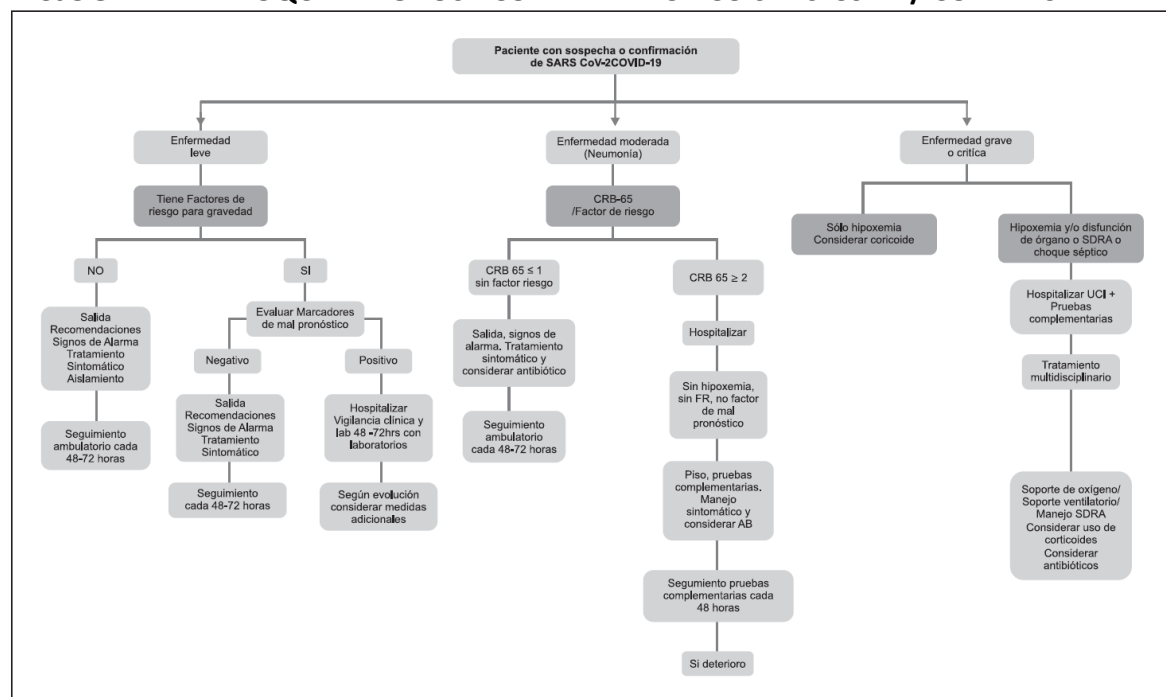 Paciente con sospecha o confirmación
de SARS CoV-2COVID-19
Enfermedad
leve
Tiene Factores de
riesgo para gravedad
NO
Salida
Recomendaciones
Signos de Alarma
Tratamiento
Sintomático
Aislamiento
Seguimiento
ambulatorio cada
48-72 horas
SÍ
Evaluar Marcadores
de mal pronóstico
Negativo
Salida
Recomendaciones
Signos de Alarma
Tratamiento
Sintomático
Seguimiento
cada 48-72 horas
Positivo
Hospitalizar
Vigilancia clínica y
lab 48 -72hrs con
laboratorios
Según evolución
considerar medidas
adicionales
Enfermedad moderada
(Neumonía)
CRB-65
/Factor de riesgo
CRB 65 ≤ 1
sin factor riesgo
Salida, signos de
alarma. Tratamiento
sintomático y
considerar antibiótico
Seguimiento
ambulatorio
cada 48-72 horas
CRB 65 ≥ 2
Hospitalizar
Sin hipoxemia,
sin FR, no factor
de mal
pronóstico
Piso, pruebas
complementarias.
Manejo
sintomático y
considerar AB
Segumiento pruebas
complementarias cada
48 horas
Si deterioro
Enfermedad grave
o critíca
Sólo hipoxemia
Considerar coricoide
Hipoxemia y/o disfunción
de órgano o SDRA o
choque séptico
Hospitalizar UCI +
Pruebas
complementarias
Tratamiento
multidisciplinario
Soporte de oxígeno/
Soporte ventilatorio/
Manejo SDRA
Considerar uso de
corticoides
Considerar
antibióticos